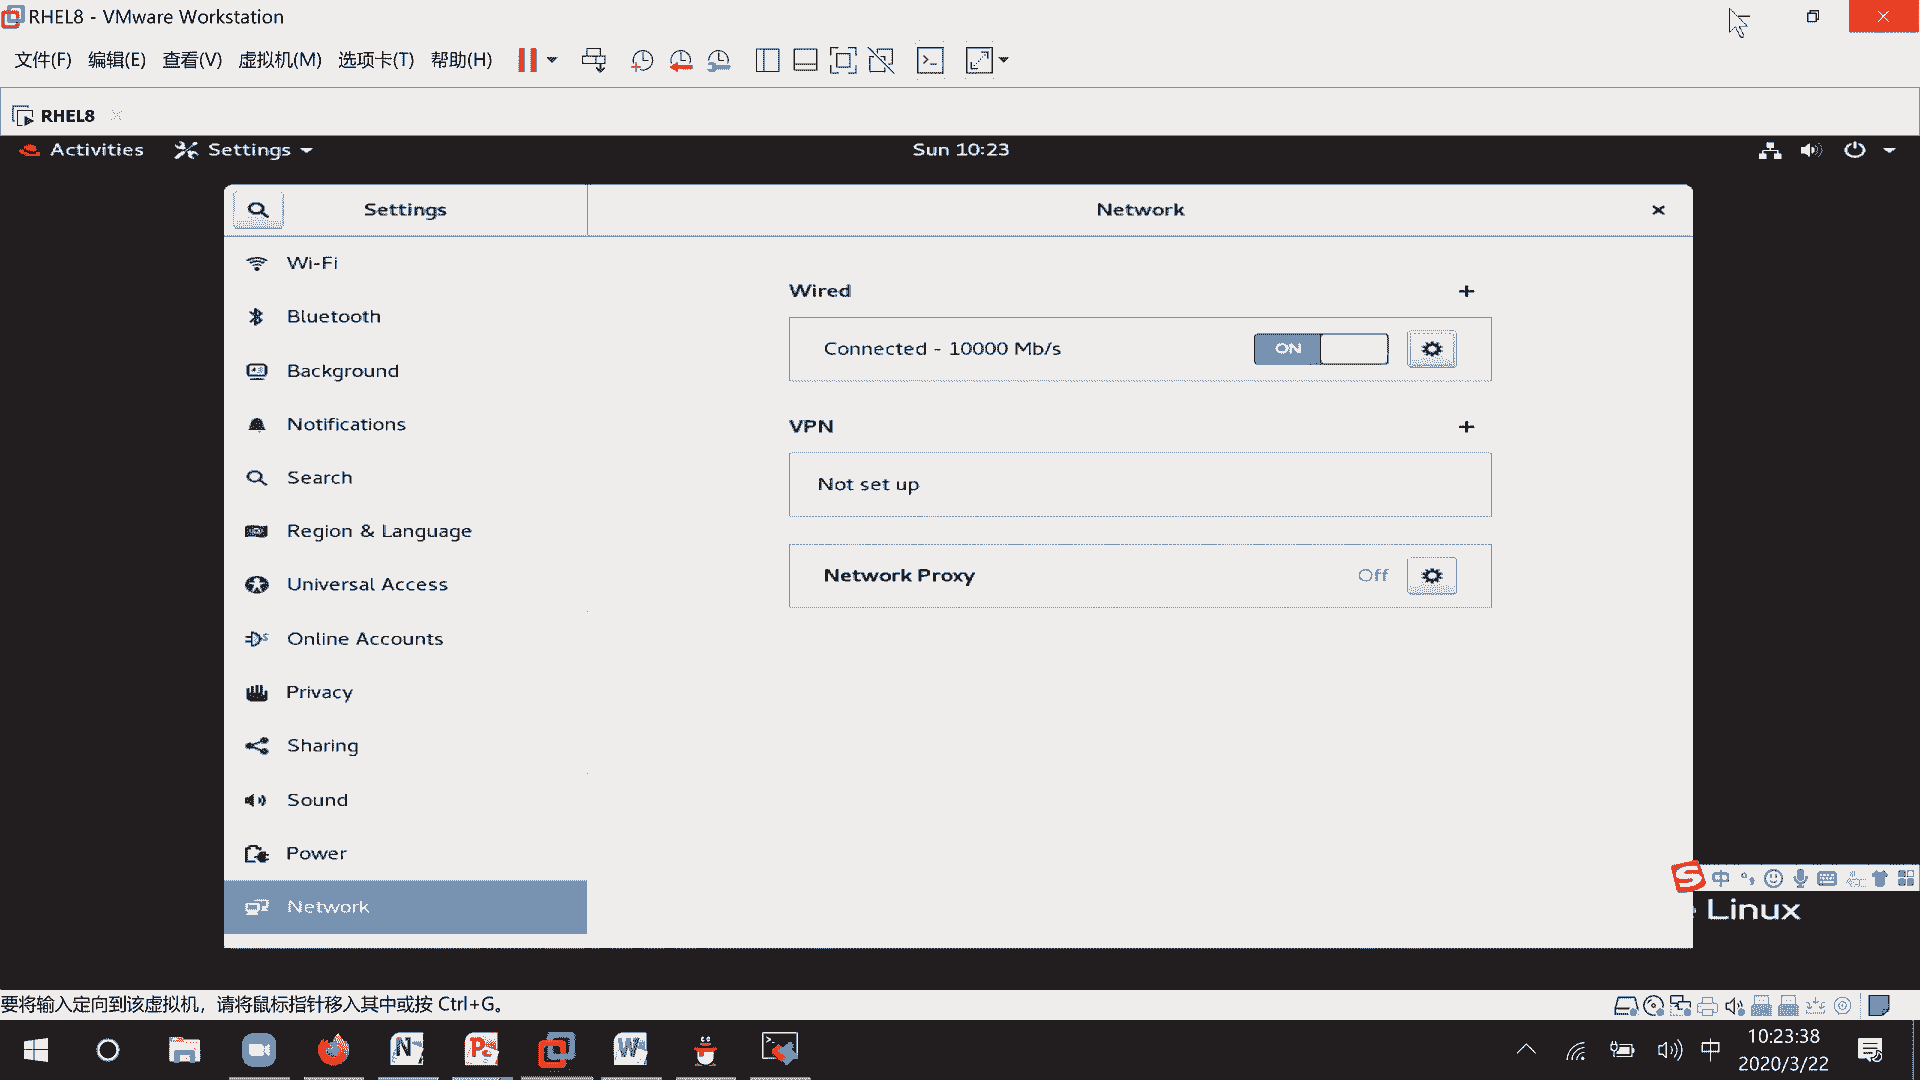 RHEL8 - VMware Workstation
文件(F) 编辑(E) 查看(V) 虚拟机(M) 选项卡(T) 帮助(H)
RHEL8
Activities Settings Sun 10:23
Settings Network
Wi-Fi
Bluetooth
Background
Notifications
Search
Region & Language
Universal Access
Online Accounts
Privacy
Sharing
Sound
Power
Network
Wired
Connected - 10000 Mb/s ON
VPN
Not set up
Network Proxy Off
中
Linux
要将输入定向到该虚拟机，请将鼠标指针移入其中或按 Ctrl+G。
中
10:23:38
2020/3/22